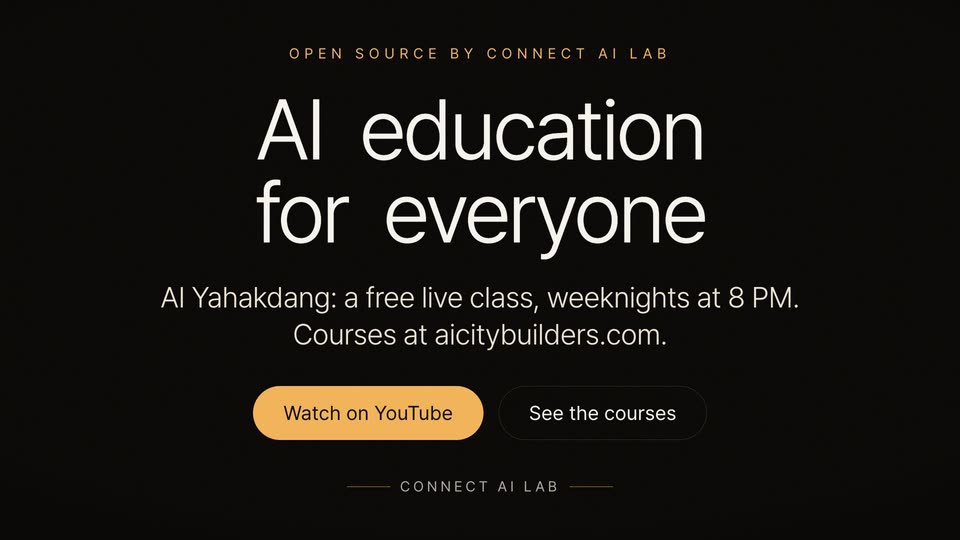 OPEN SOURCE BY CONNECT AI LAB
AI education
for everyone
AI Yahakdang: a free live class, weeknights at 8 PM.
Courses at aicitybuilders.com.
Watch on YouTube
See the courses
CONNECT AI LAB